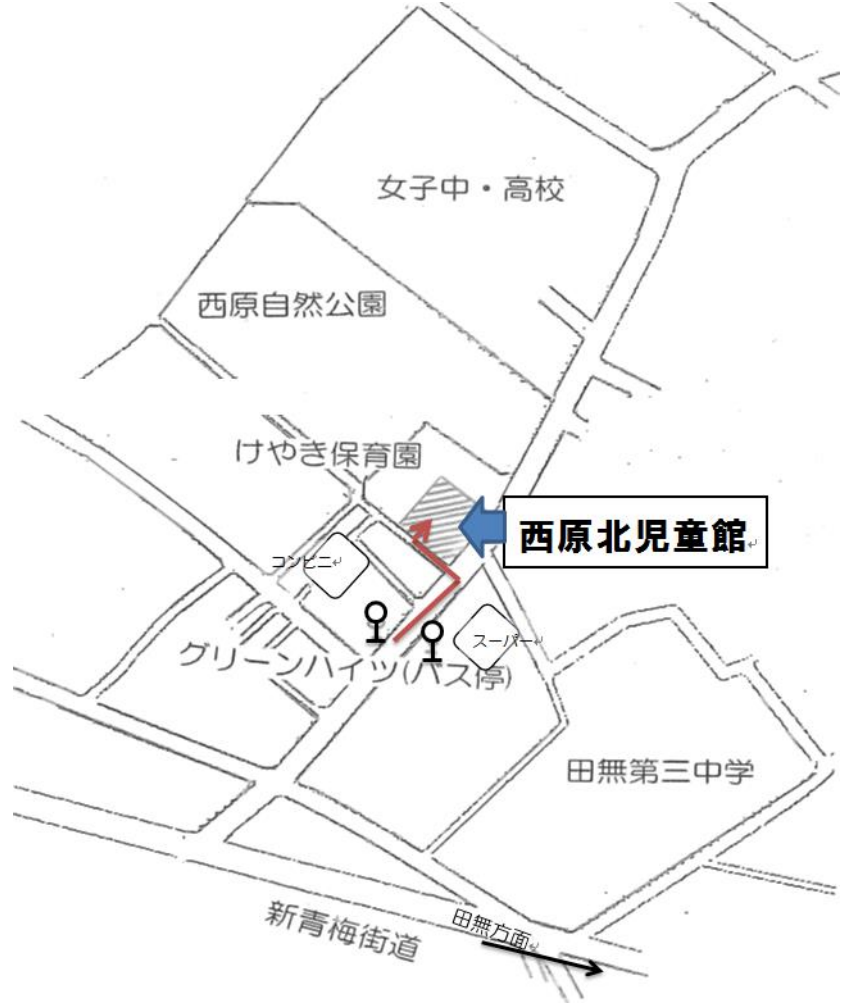 女子中・高校
西原自然公園
けやき保育園
西原北児童館
コンビニ
スーパー
グリーンハイツ(バス停)
田無第三中学
新青梅街道
田無方面